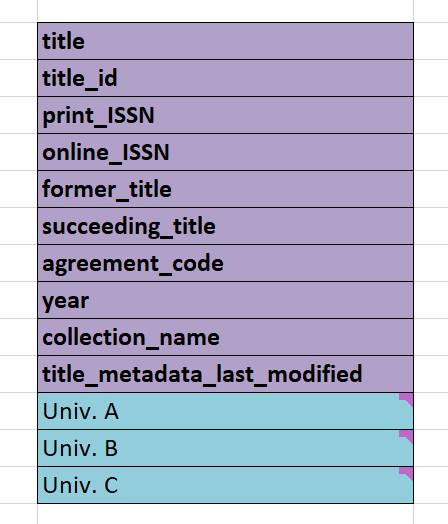 title
title_id
print_ISSN
online_ISSN
former_title
succeeding_title
agreement_code
year
collection_name
title_metadata_last_modified
Univ. A
Univ. B
Univ. C